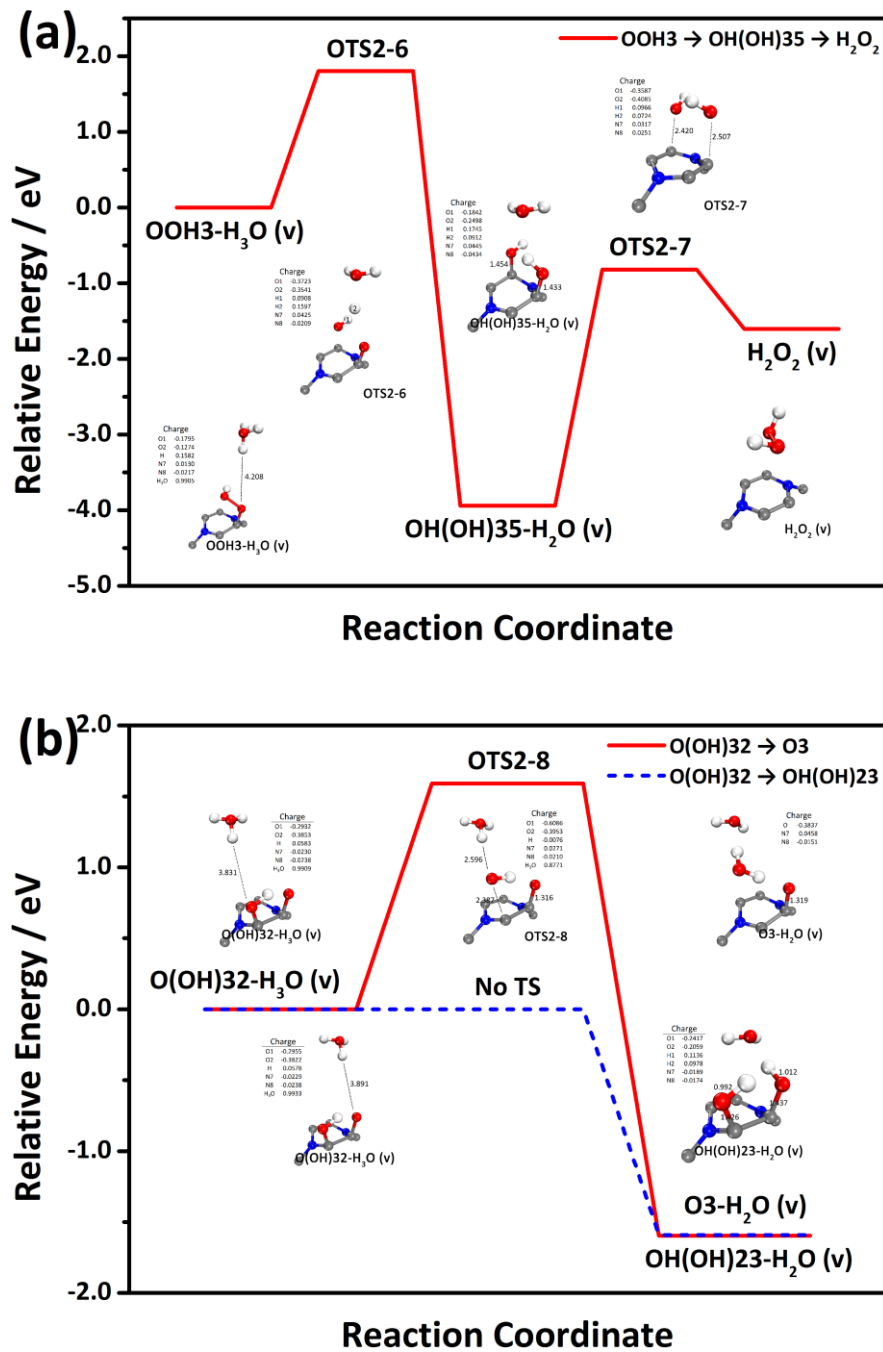 (a)
OTS2-6
OOH3 → OH(OH)35 → H₂O₂
2.0
1.0
0.0
-1.0
-2.0
-3.0
-4.0
-5.0
Relative Energy / eV
OOH3-H₃O (v)
Charge
O1 -0.3587
O2 -0.4085
H1 0.0966
H2 0.0724
N7 0.0317
N8 0.0251
2.420
2.507
OTS2-7
Charge
O1 -0.1842
O2 -0.2498
H1 0.1745
H2 0.0912
N7 0.0445
N8 -0.0434
1.454
1.433
OH(OH)35-H₂O (v)
OTS2-7
Charge
O1 -0.3723
O2 -0.3541
H1 0.0908
H2 0.1597
N7 0.0425
N8 -0.0209
2
1
OTS2-6
H₂O₂ (v)
Charge
O1 -0.1795
O2 -0.1274
H 0.1582
N7 0.0130
N8 -0.0217
H₃O 0.9905
4.208
OOH3-H₃O (v)
OH(OH)35-H₂O (v)
H₂O₂ (v)
Reaction Coordinate
(b)
OTS2-8
O(OH)32 → O3
O(OH)32 → OH(OH)23
2.0
1.0
0.0
-1.0
-2.0
Relative Energy / eV
Charge
O1 -0.2932
O2 -0.3853
H 0.0583
N7 -0.0230
N8 -0.0238
H₃O 0.9909
3.831
O(OH)32-H₃O (v)
Charge
O1 -0.6086
O2 -0.3953
H -0.0076
N7 0.0271
N8 -0.0210
H₃O 0.8771
2.596
2.387
1.316
OTS2-8
Charge
O -0.3837
N7 0.0458
N8 -0.0151
1.319
O3-H₂O (v)
O(OH)32-H₃O (v)
No TS
Charge
O1 -0.2955
O2 -0.3822
H 0.0578
N7 -0.0229
N8 -0.0238
H₃O 0.9933
3.891
O(OH)32-H₃O (v)
Charge
O1 -0.2417
O2 -0.2059
H1 0.1136
H2 0.0978
N7 -0.0189
N8 -0.0174
0.992
1.012
OH(OH)23-H₂O (v)
O3-H₂O (v)
OH(OH)23-H₂O (v)
Reaction Coordinate